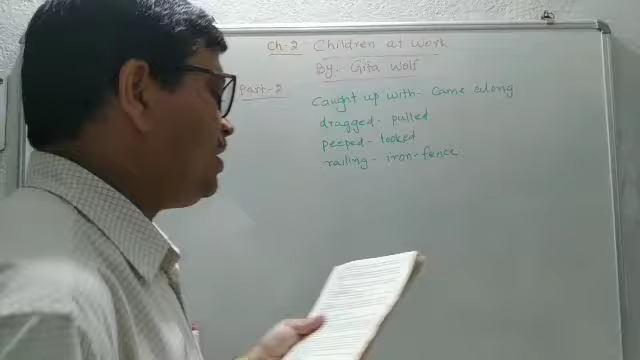 Ch-2 Children at Work
By:- Gita Wolf
Part-2
Caught up with - Came along
dragged - pulled
peeped - looked
railing - iron-fence